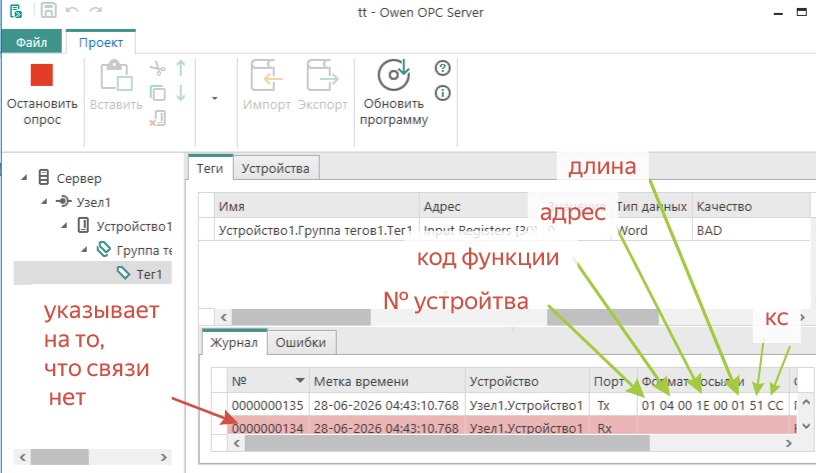 tt - Owen OPC Server
Файл
Проект
Остановить
опрос
Вставить
Импорт
Экспорт
Обновить
программу
Сервер
Узел1
Устройство1
Группа те
Тег1
Теги
Устройства
длина
Имя
Адрес
адрес
Тип данных
Качество
Устройство1.Группа тегов1.Тег1
Input Registers [30]
0
Word
BAD
код функции
№ устройтва
кс
указывает
на то,
что связи
нет
Журнал
Ошибки
№
Метка времени
Устройство
Порт
0000000135
28-06-2026 04:43:10.768
Узел1.Устройство1
Tx
01 04 00 1E 00 01 51 CC
0000000134
28-06-2026 04:43:10.768
Узел1.Устройство1
Rx